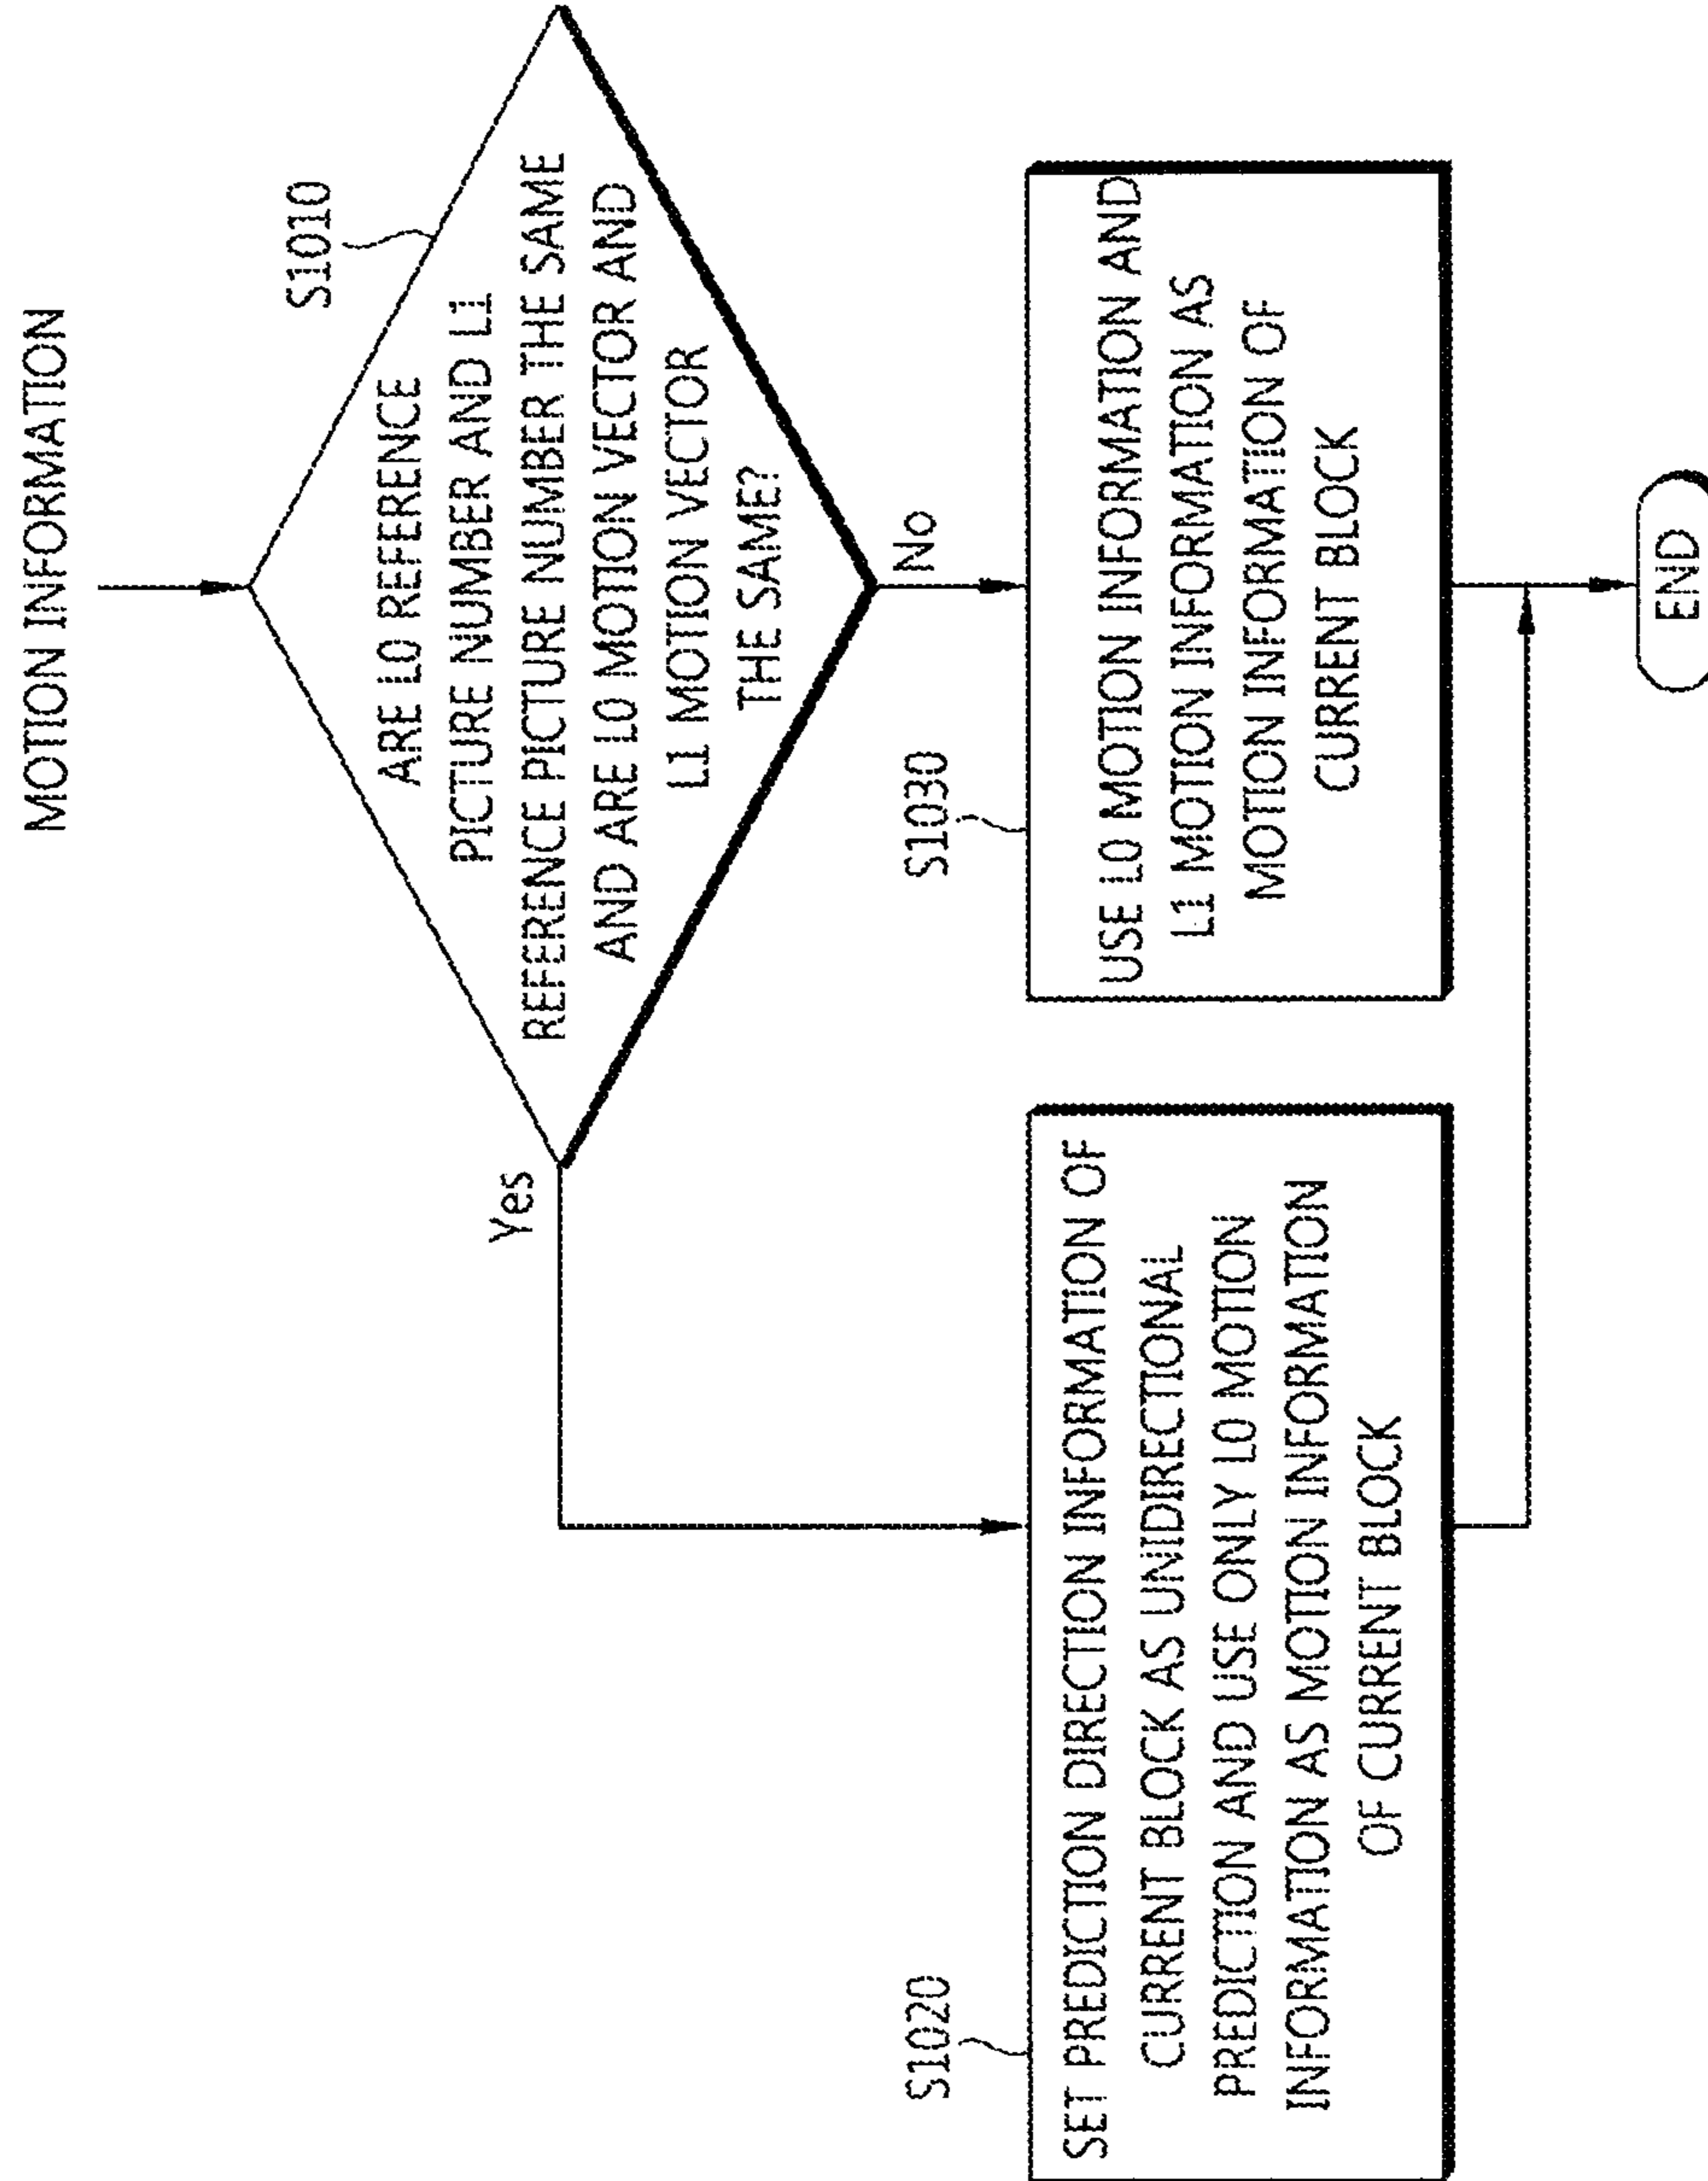 MOTION INFORMATION
S1010
ARE L0 REFERENCE
PICTURE NUMBER AND L1
REFERENCE PICTURE NUMBER THE SAME
AND ARE L0 MOTION VECTOR AND
L1 MOTION VECTOR
THE SAME?
Yes
No
S1020
SET PREDICTION DIRECTION INFORMATION OF
CURRENT BLOCK AS UNIDIRECTIONAL
PREDICTION AND USE ONLY L0 MOTION
INFORMATION AS MOTION INFORMATION
OF CURRENT BLOCK
S1030
USE L0 MOTION INFORMATION AND
L1 MOTION INFORMATION AS
MOTION INFORMATION OF
CURRENT BLOCK
END